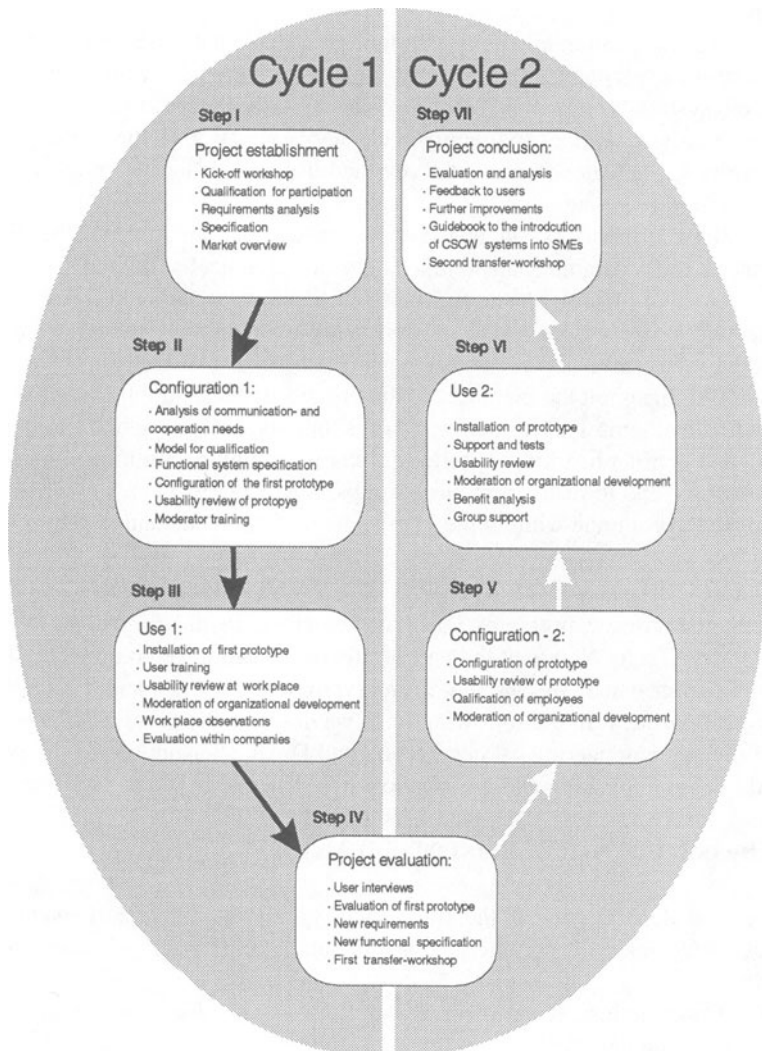 Cycle 1
Step I
Project establishment
· Kick-off workshop
· Qualification for participation
· Requirements analysis
· Specification
· Market overview
Step II
Configuration 1:
· Analysis of communication- and
cooperation needs
· Model for qualification
· Functional system specification
· Configuration of the first prototype
· Usability review of protopye
· Moderator training
Step III
Use 1:
· Installation of first prototype
· User training
· Usability review at work place
· Moderation of organizational development
· Work place observations
· Evaluation within companies
Step IV
Project evaluation:
· User interviews
· Evaluation of first prototype
· New requirements
· New functional specification
· First transfer-workshop
Cycle 2
Step V
Configuration - 2:
· Configuration of prototype
· Usability review of prototype
· Qalification of employees
· Moderation of organizational development
Step VI
Use 2:
· Installation of prototype
· Support and tests
· Usability review
· Moderation of organizational development
· Benefit analysis
· Group support
Step VII
Project conclusion:
· Evaluation and analysis
· Feedback to users
· Further improvements
· Guidebook to the introdcution
of CSCW systems into SMEs
· Second transfer-workshop